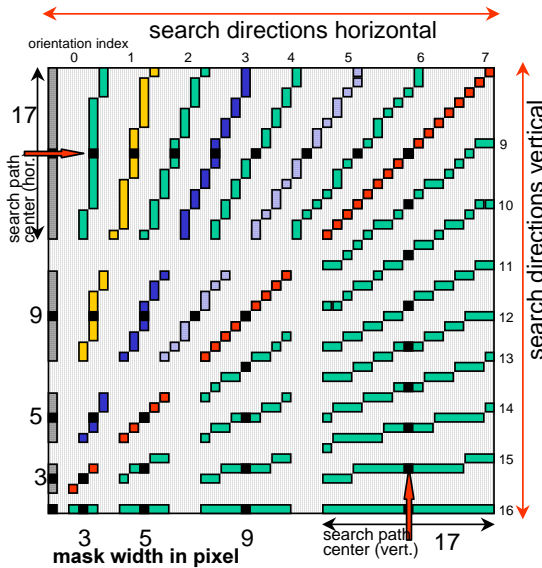 search directions horizontal
orientation index
0 1 2 3 4 5 6 7
17
search path
center (hor.)
search directions vertical
9
10
11
12
13
14
15
16
9
5
3
3 5 9 17
search path
center (vert.)
mask width in pixel